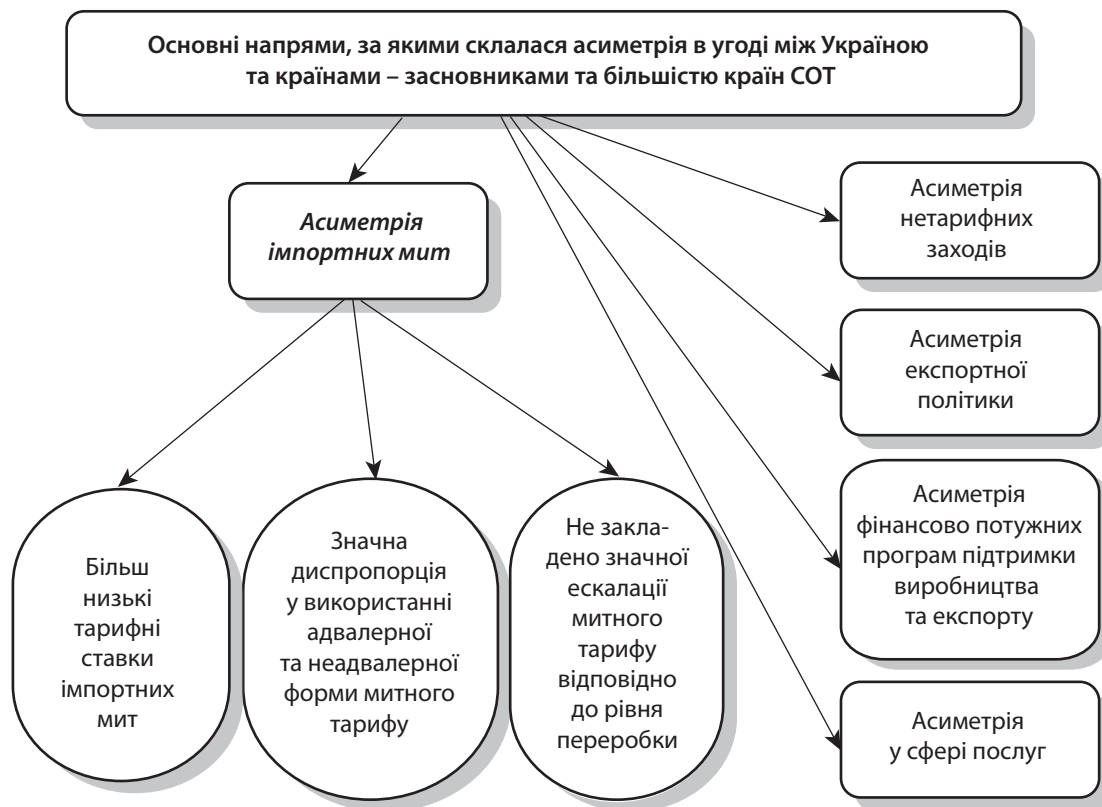 Основні напрями, за якими склалася асиметрія в угоді між Україною
та країнами – засновниками та більшістю країн СОТ
Асиметрія
імпортних мит
Асиметрія
нетарифних
заходів
Асиметрія
експортної
політики
Асиметрія
фінансово потужних
програм підтримки
виробництва
та експорту
Асиметрія
у сфері послуг
Більш
низькі
тарифні
ставки
імпортних
мит
Значна
диспропорція
у використанні
адвалерної
та неадвалерної
форми митного
тарифу
Не закла-
дено значної
ескалації
митного
тарифу
відповідно
до рівня
переробки